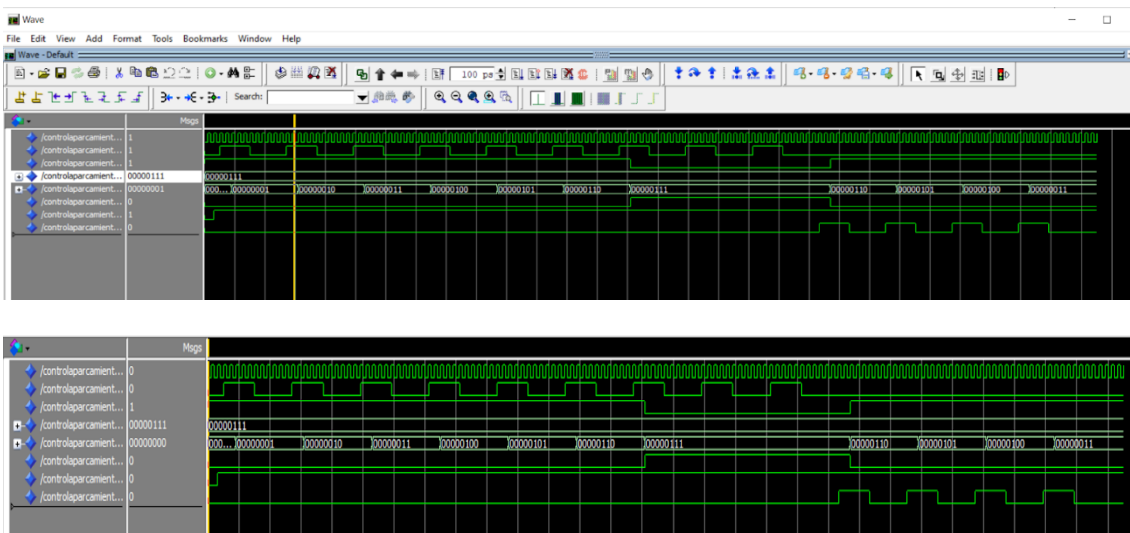 Wave
File Edit View Add Format Tools Bookmarks Window Help
Wave - Default
100 ps
Search:
Msgs
/controlaparcamient... 1
/controlaparcamient... 1
/controlaparcamient... 1
/controlaparcamient... 00000111 00000111
/controlaparcamient... 00000001 000... 00000001 00000010 00000011 00000100 00000101 00000110 00000111 00000110 00000101 00000100 00000011
/controlaparcamient... 0
/controlaparcamient... 1
/controlaparcamient... 0
Msgs
/controlaparcamient... 0
/controlaparcamient... 0
/controlaparcamient... 1
/controlaparcamient... 00000111 00000111
/controlaparcamient... 00000000 000... 00000001 00000010 00000011 00000100 00000101 00000110 00000111 00000110 00000101 00000100 00000011
/controlaparcamient... 0
/controlaparcamient... 0
/controlaparcamient... 0